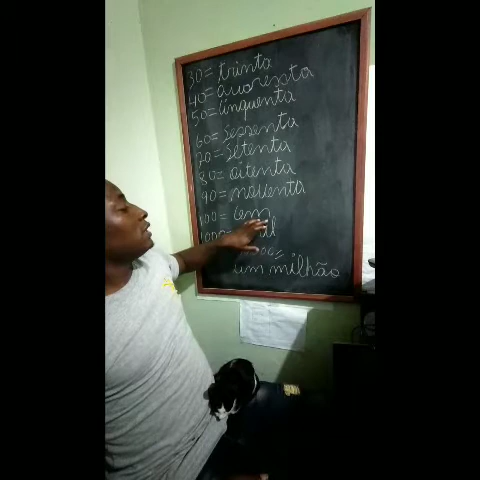 30= trinta
40= quarenta
50= cinquenta
60= sessenta
70= setenta
80= oitenta
90= noventa
100= cem
um milhão